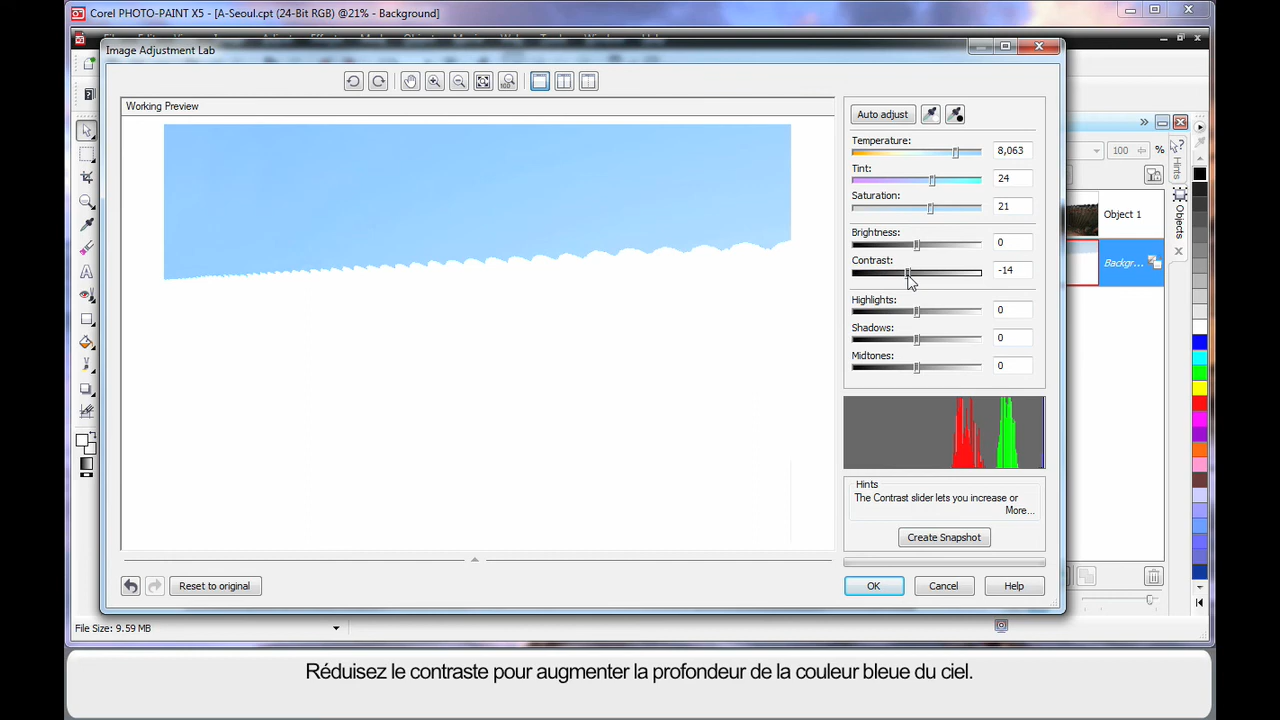 Corel PHOTO-PAINT X5 - [A-Seoul.cpt (24-Bit RGB) @21% - Background]
Image Adjustment Lab
Working Preview
Auto adjust
Temperature:
8,063
Tint:
24
Saturation:
21
Brightness:
0
Contrast:
-14
Highlights:
0
Shadows:
0
Midtones:
0
Hints
The Contrast slider lets you increase or
More...
Create Snapshot
Reset to original
OK
Cancel
Help
100 %
Hints
Objects
Object 1
Backgr...
File Size: 9.59 MB
Réduisez le contraste pour augmenter la profondeur de la couleur bleue du ciel.